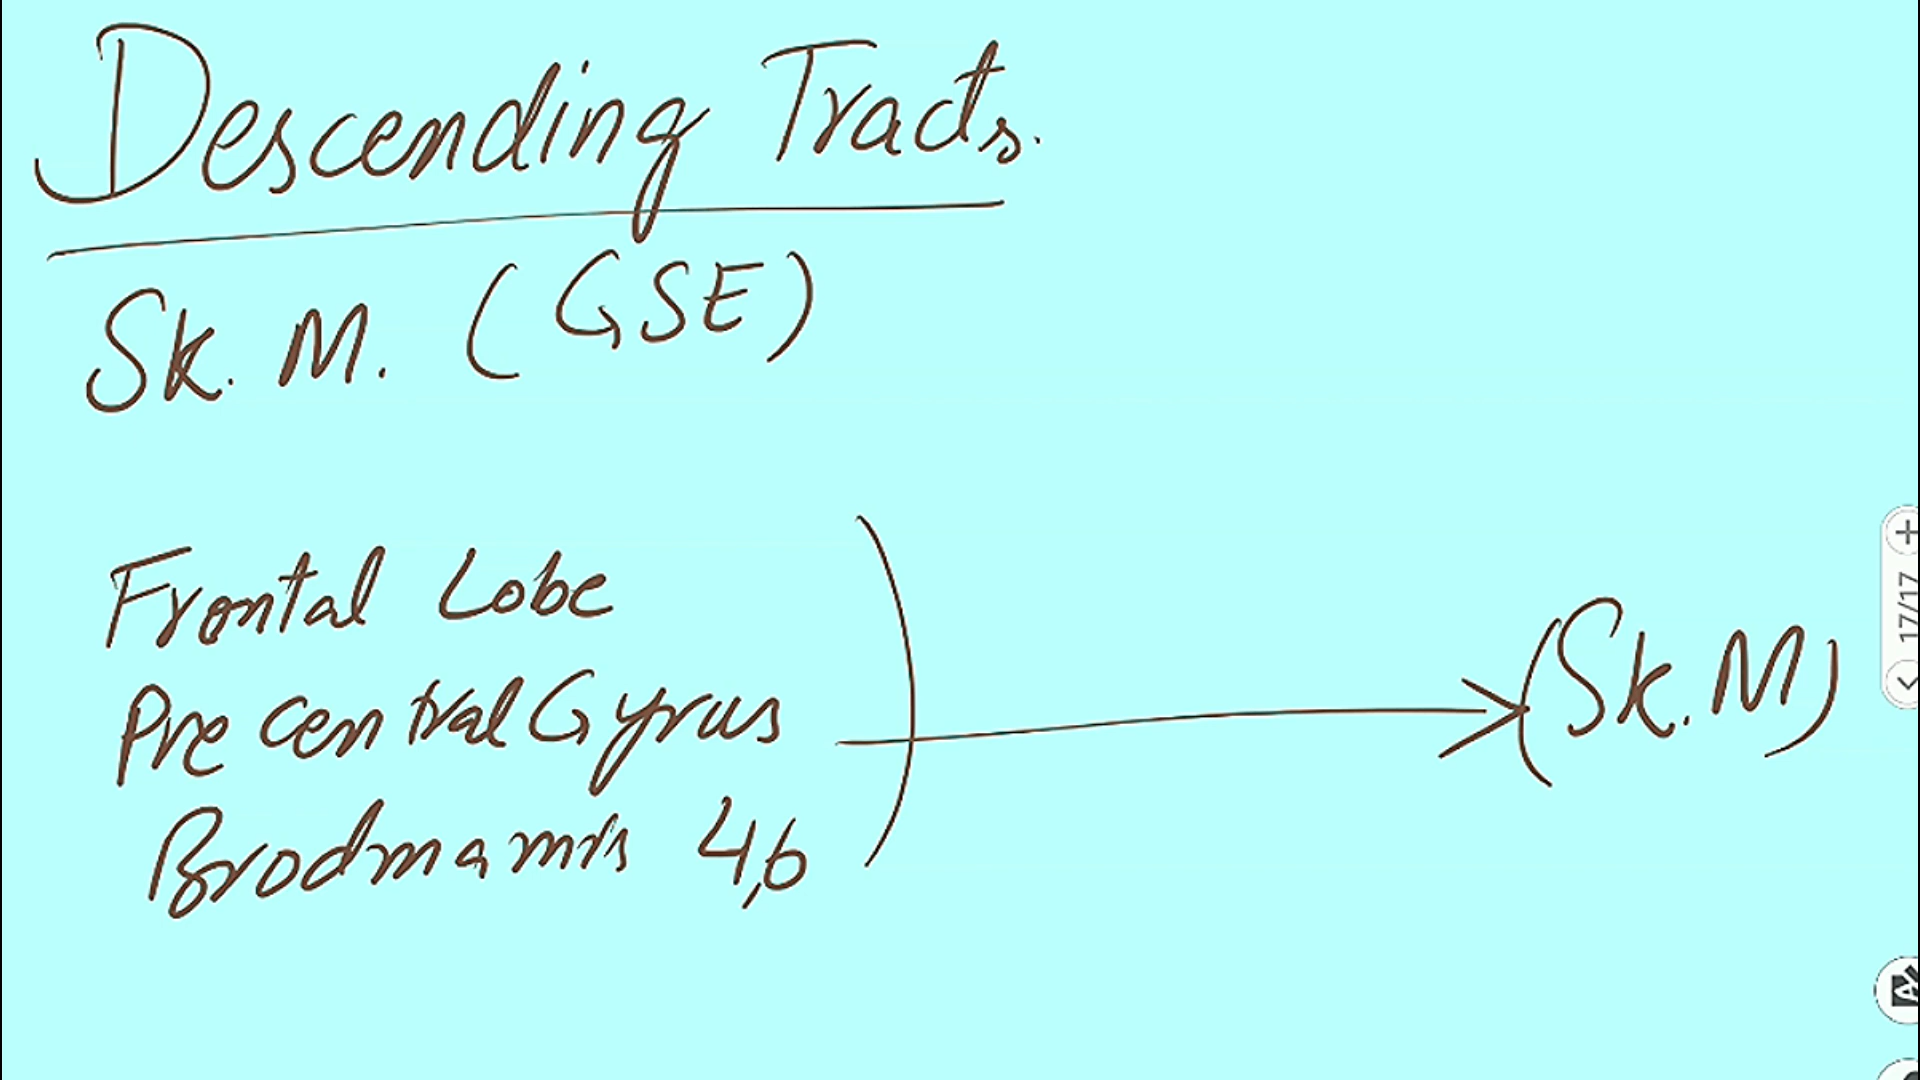 Descending Tracts.
Sk. M. (GSE)
Frontal Lobe
Pre central Gyrus
Brodmann's 4,6
(Sk. M)
17/17